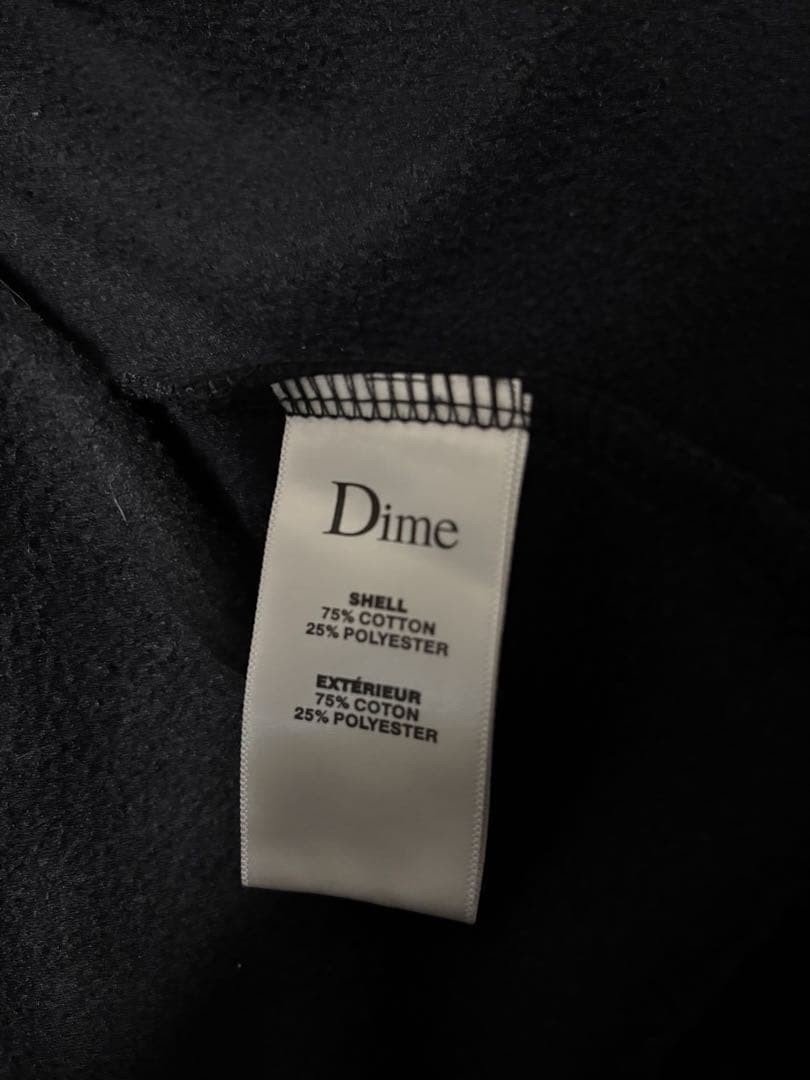 Dime
SHELL
75% COTTON
25% POLYESTER
EXTÉRIEUR
75% COTON
25% POLYESTER